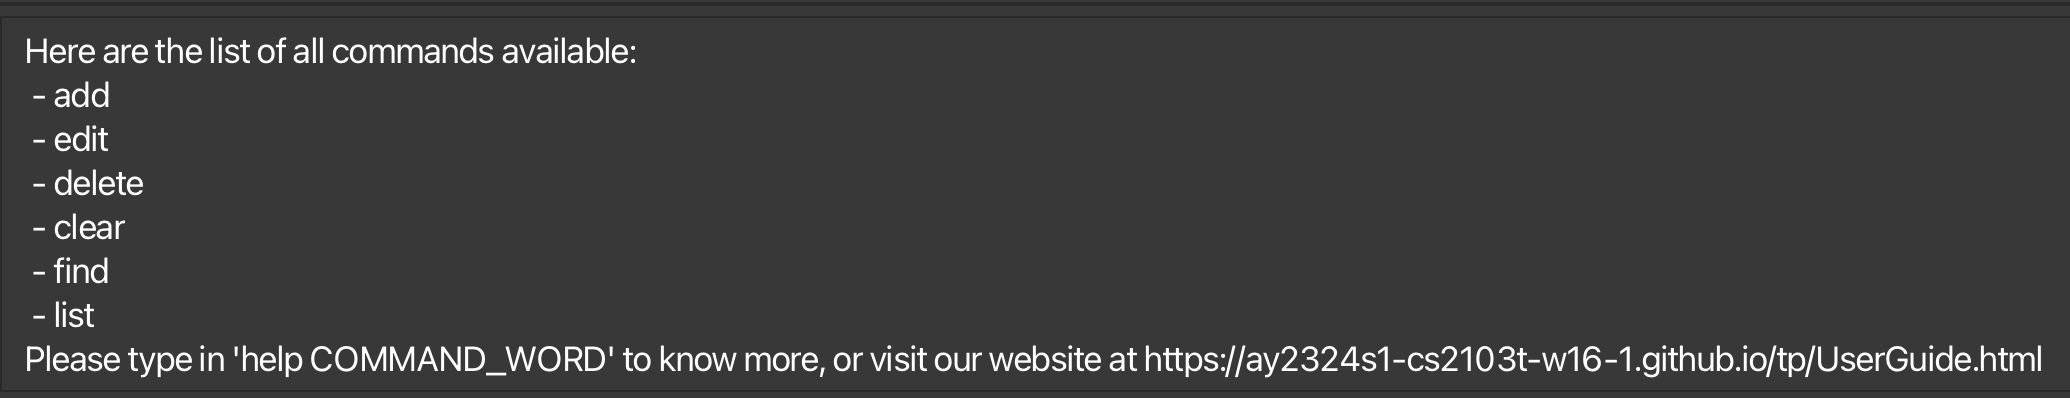 Here are the list of all commands available:
- add
- edit
- delete
- clear
- find
- list
Please type in 'help COMMAND_WORD' to know more, or visit our website at https://ay2324s1-cs2103t-w16-1.github.io/tp/UserGuide.html